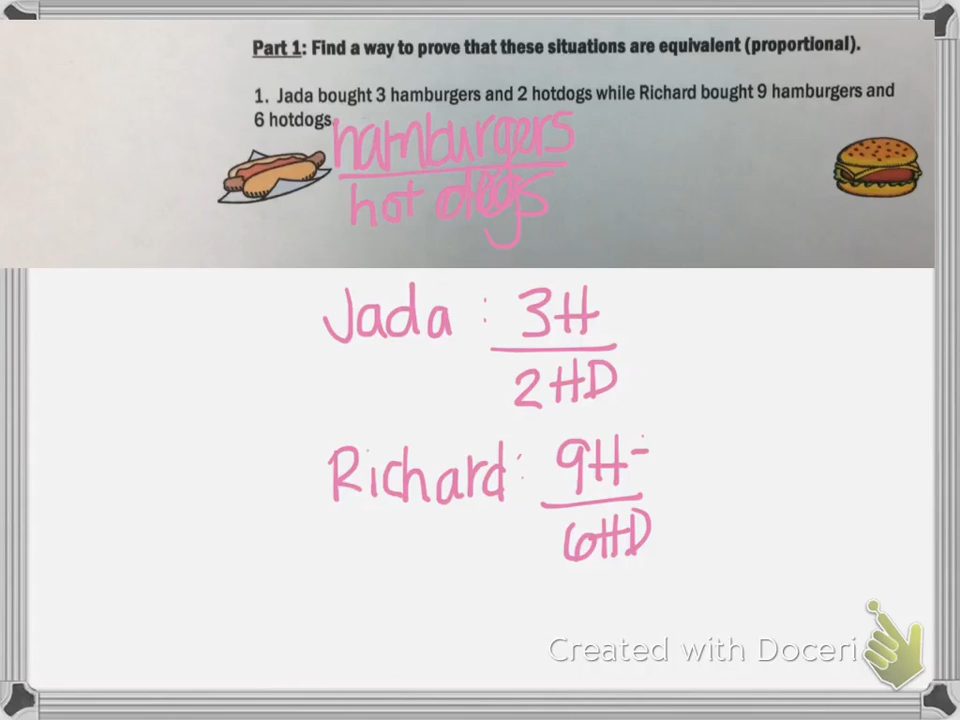 Part 1: Find a way to prove that these situations are equivalent (proportional).
1. Jada bought 3 hamburgers and 2 hotdogs while Richard bought 9 hamburgers and
6 hotdogs
hamburgers
hot dogs
Jada : 3H
2 HD
Richard: 9H
6HD
Created with Doceri